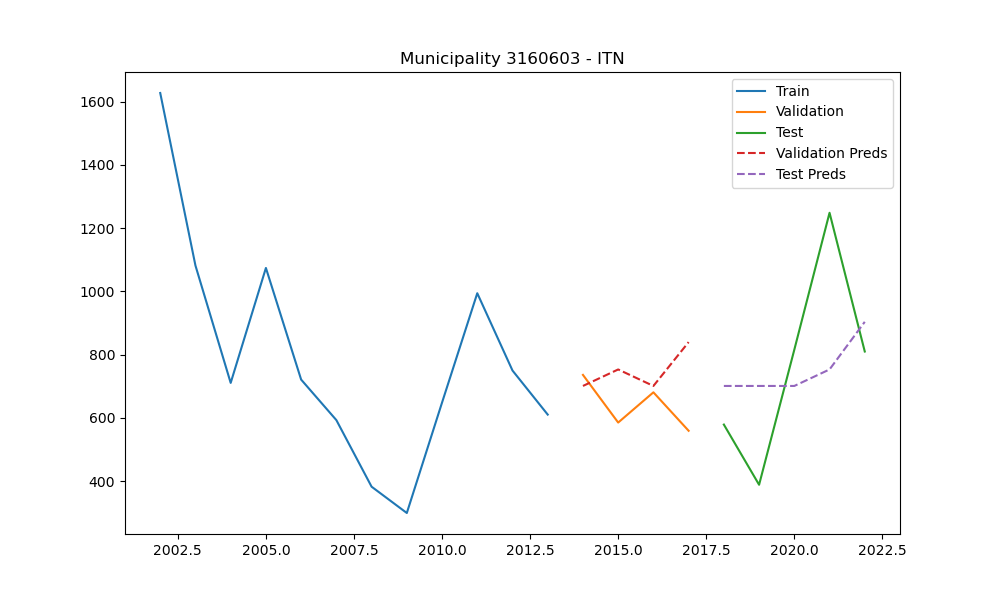 Municipality 3160603 - ITN
Train
Validation
Test
Validation Preds
Test Preds
1600
1400
1200
1000
800
600
400
2002.5 2005.0 2007.5 2010.0 2012.5 2015.0 2017.5 2020.0 2022.5